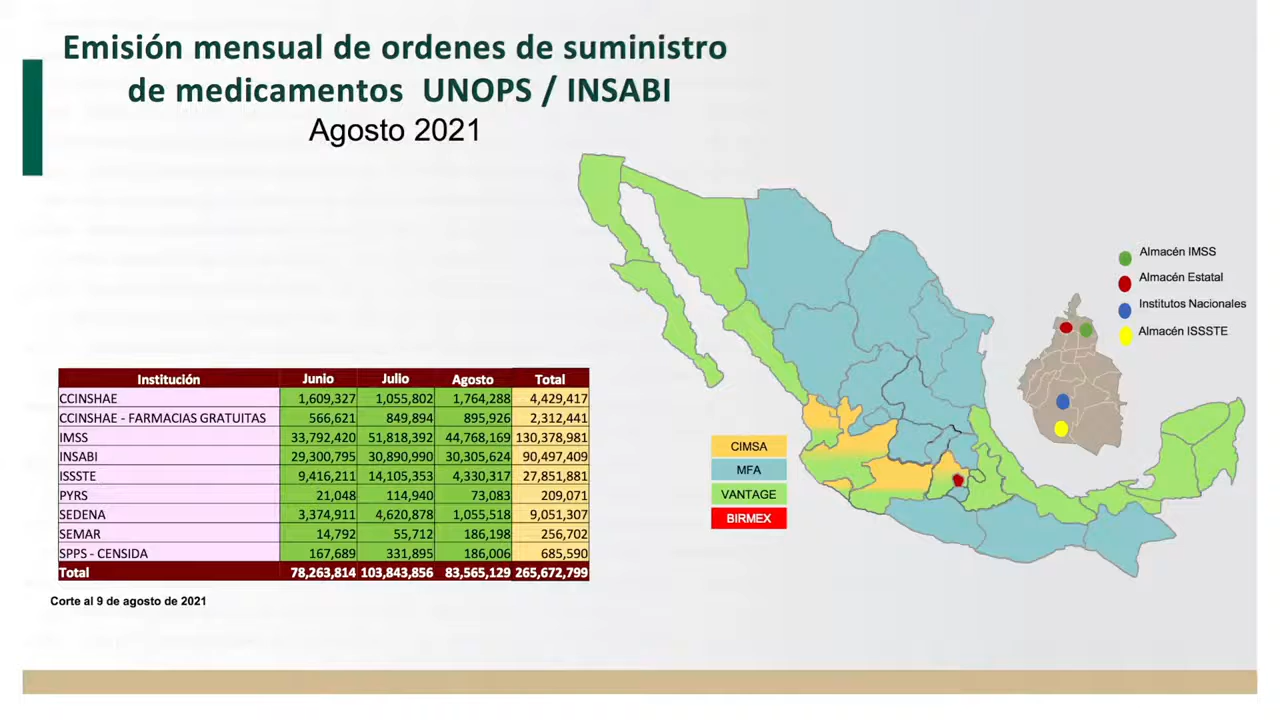 Emisión mensual de ordenes de suministro
de medicamentos UNOPS / INSABI
Agosto 2021
Institución Junio Julio Agosto Total
CCINSHAE 1,609,327 1,055,802 1,764,288 4,429,417
CCINSHAE - FARMACIAS GRATUITAS 566,621 849,894 895,926 2,312,441
IMSS 33,792,420 51,818,392 44,768,169 130,378,981
INSABI 29,300,795 30,890,990 30,305,624 90,497,409
ISSSTE 9,416,211 14,105,353 4,330,317 27,851,881
PYRS 21,048 114,940 73,083 209,071
SEDENA 3,374,911 4,620,878 1,055,518 9,051,307
SEMAR 14,792 55,712 186,198 256,702
SPPS - CENSIDA 167,689 331,895 186,006 685,590
Total 78,263,814 103,843,856 83,565,129 265,672,799
Corte al 9 de agosto de 2021
CIMSA
MFA
VANTAGE
BIRMEX
Almacén IMSS
Almacén Estatal
Institutos Nacionales
Almacén ISSSTE